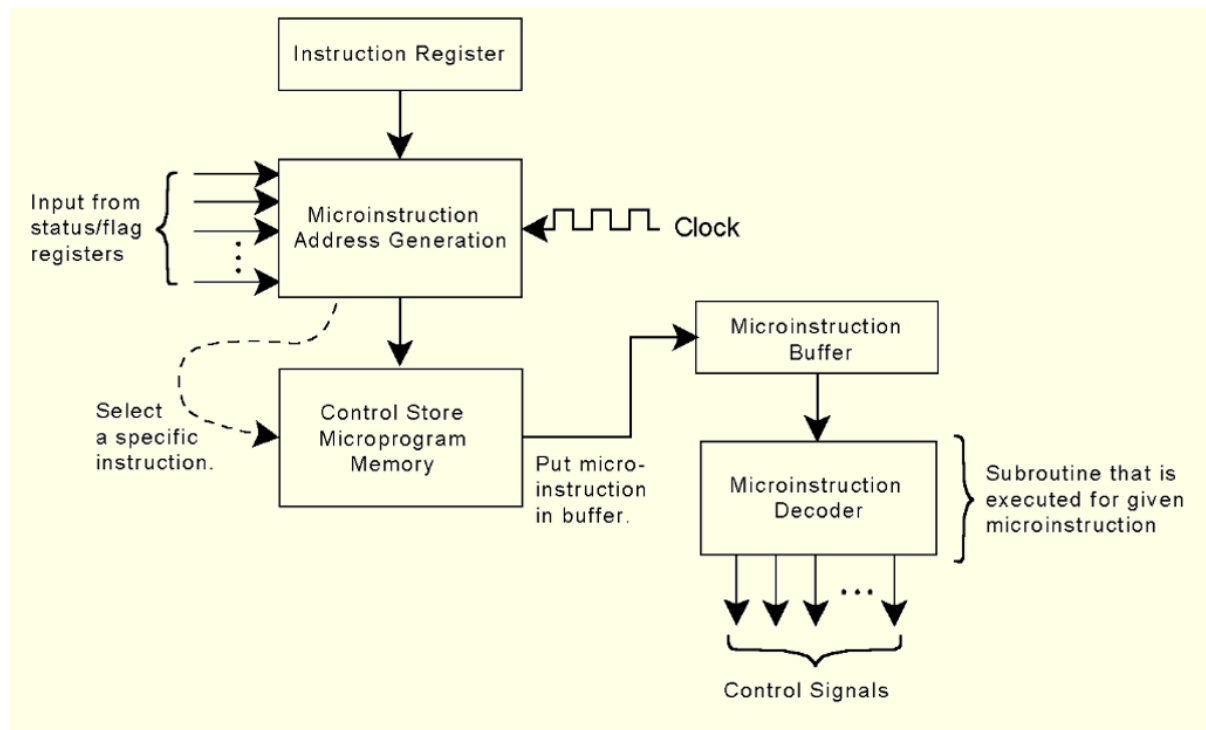 Instruction Register
Input from
status/flag
registers
Microinstruction
Address Generation
Clock
Select
a specific
instruction.
Control Store
Microprogram
Memory
Put micro-
instruction
in buffer.
Microinstruction
Buffer
Microinstruction
Decoder
Subroutine that is
executed for given
microinstruction
Control Signals